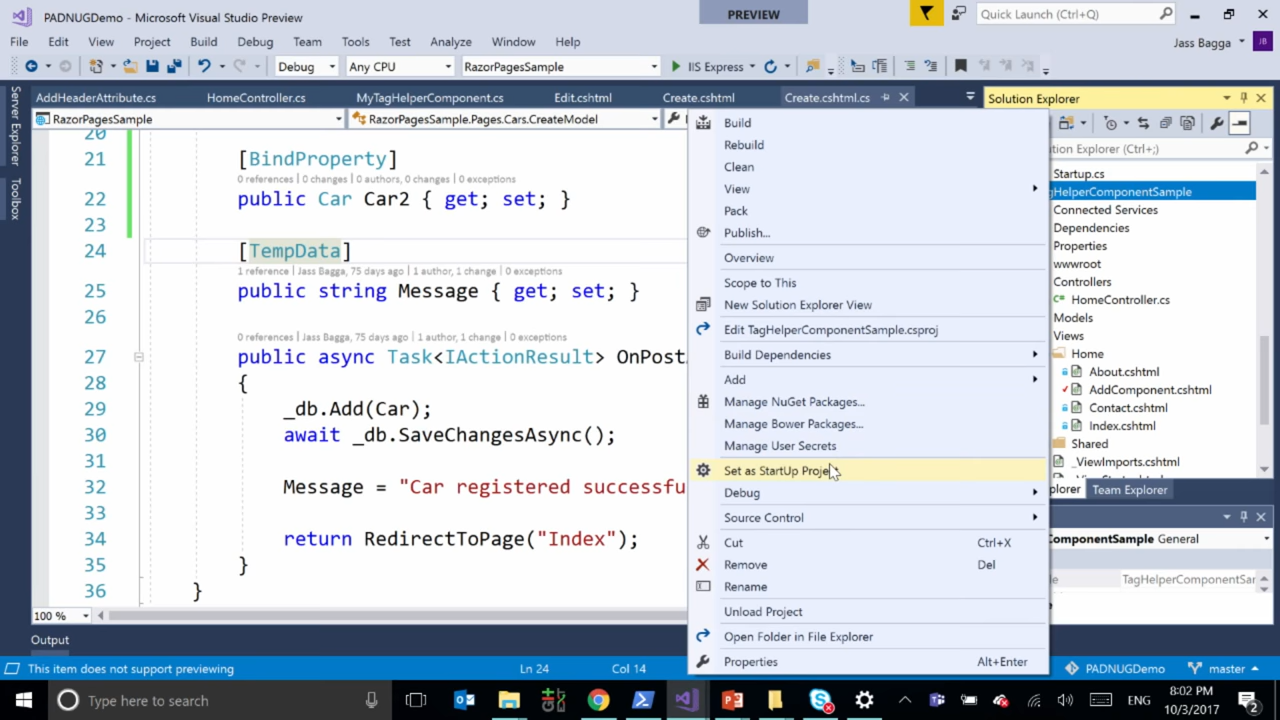 PADNUGDemo - Microsoft Visual Studio Preview
PREVIEW
Quick Launch (Ctrl+Q)
File Edit View Project Build Debug Team Tools Test Analyze Window Help
Jass Bagga
JB
Debug
Any CPU
RazorPagesSample
IIS Express
Server Explorer
Toolbox
AddHeaderAttribute.cs
HomeController.cs
MyTagHelperComponent.cs
Edit.cshtml
Create.cshtml
Create.cshtml.cs
RazorPagesSample
RazorPagesSample.Pages.Cars.CreateModel
20
21 [BindProperty]
0 references | 0 changes | 0 authors, 0 changes | 0 exceptions
22 public Car Car2 { get; set; }
23
24 [TempData]
1 reference | Jass Bagga, 75 days ago | 1 author, 1 change | 0 exceptions
25 public string Message { get; set; }
26
0 references | Jass Bagga, 75 days ago | 1 author, 1 change | 0 exceptions
27 public async Task<IActionResult> OnPost
28 {
29 _db.Add(Car);
30 await _db.SaveChangesAsync();
31
32 Message = "Car registered successfu
33
34 return RedirectToPage("Index");
35 }
36 }
100 %
Output
Build
Rebuild
Clean
View
Pack
Publish...
Overview
Scope to This
New Solution Explorer View
Edit TagHelperComponentSample.csproj
Build Dependencies
Add
Manage NuGet Packages...
Manage Bower Packages...
Manage User Secrets
Set as StartUp Proje
Debug
Source Control
Cut Ctrl+X
Remove Del
Rename
Unload Project
Open Folder in File Explorer
Properties Alt+Enter
Solution Explorer
ution Explorer (Ctrl+;)
Startup.cs
gHelperComponentSample
Connected Services
Dependencies
Properties
wwwroot
Controllers
C# HomeController.cs
Models
Views
Home
About.cshtml
AddComponent.cshtml
Contact.cshtml
Index.cshtml
Shared
_ViewImports.cshtml
plorer
Team Explorer
omponentSample General
TagHelperComponentSar
This item does not support previewing
Ln 24
Col 14
PADNUGDemo
master
Type here to search
ENG
8:02 PM
10/3/2017
2